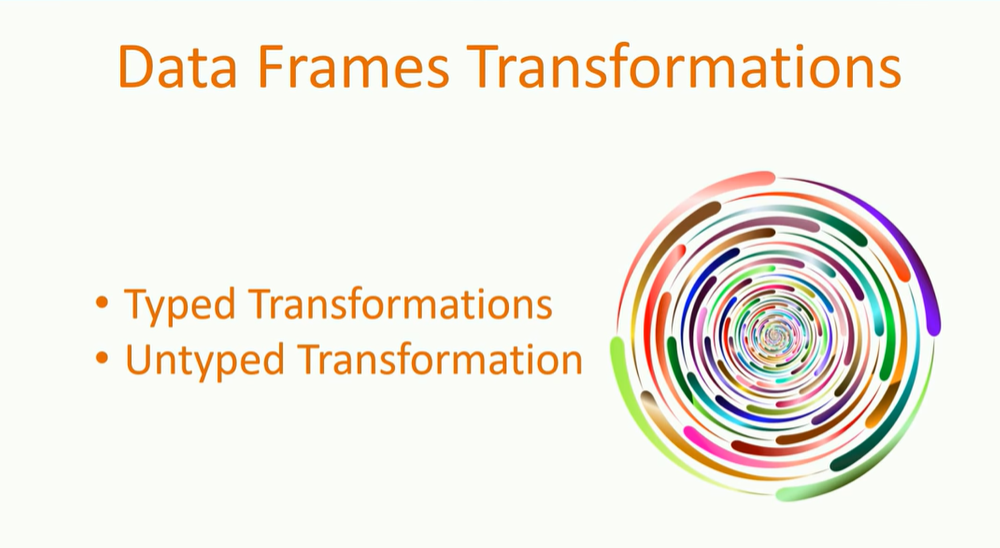 Data Frames Transformations
• Typed Transformations
• Untyped Transformation